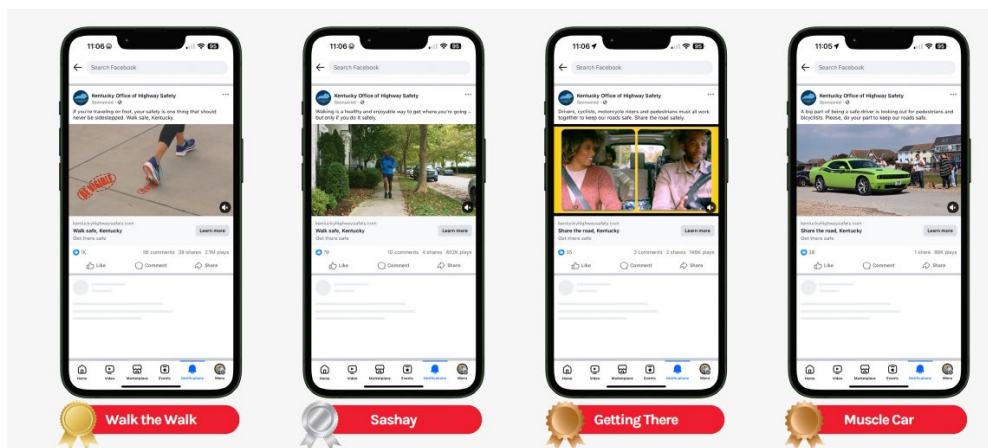 11:06
95
Search Facebook
Kentucky Office of Highway Safety
Sponsored
If you're traveling on foot, your safety is one thing that should
never be sidestepped. Walk safe, Kentucky.
BE VISIBLE
kentuckyhighwaysafety.com
Walk safe, Kentucky
Get there safe
Learn more
1K
98 comments 39 shares 2.1M plays
Like Comment Share
Home Video Marketplace Events Notifications Menu
Walk the Walk
11:06
95
Search Facebook
Kentucky Office of Highway Safety
Sponsored
Walking is a healthy and enjoyable way to get where you're going –
but only if you do it safely.
kentuckyhighwaysafety.com
Walk safe, Kentucky
Get there safe
Learn more
79
10 comments 4 shares 602K plays
Like Comment Share
Home Video Marketplace Events Notifications Menu
Sashay
11:06
95
Search Facebook
Kentucky Office of Highway Safety
Sponsored
Drivers, cyclists, motorcycle riders and pedestrians must all work
together to keep our roads safe. Share the road safely.
kentuckyhighwaysafety.com
Share the road, Kentucky
Get there safe
Learn more
35
3 comments 2 shares 148K plays
Like Comment Share
Home Video Marketplace Events Notifications Menu
Getting There
11:05
95
Search Facebook
Kentucky Office of Highway Safety
Sponsored
A big part of being a safe driver is looking out for pedestrians and
bicyclists. Please, do your part to keep our roads safe.
kentuckyhighwaysafety.com
Share the road, Kentucky
Get there safe
Learn more
38
1 share 88K plays
Like Comment Share
Home Video Marketplace Events Notifications Menu
Muscle Car